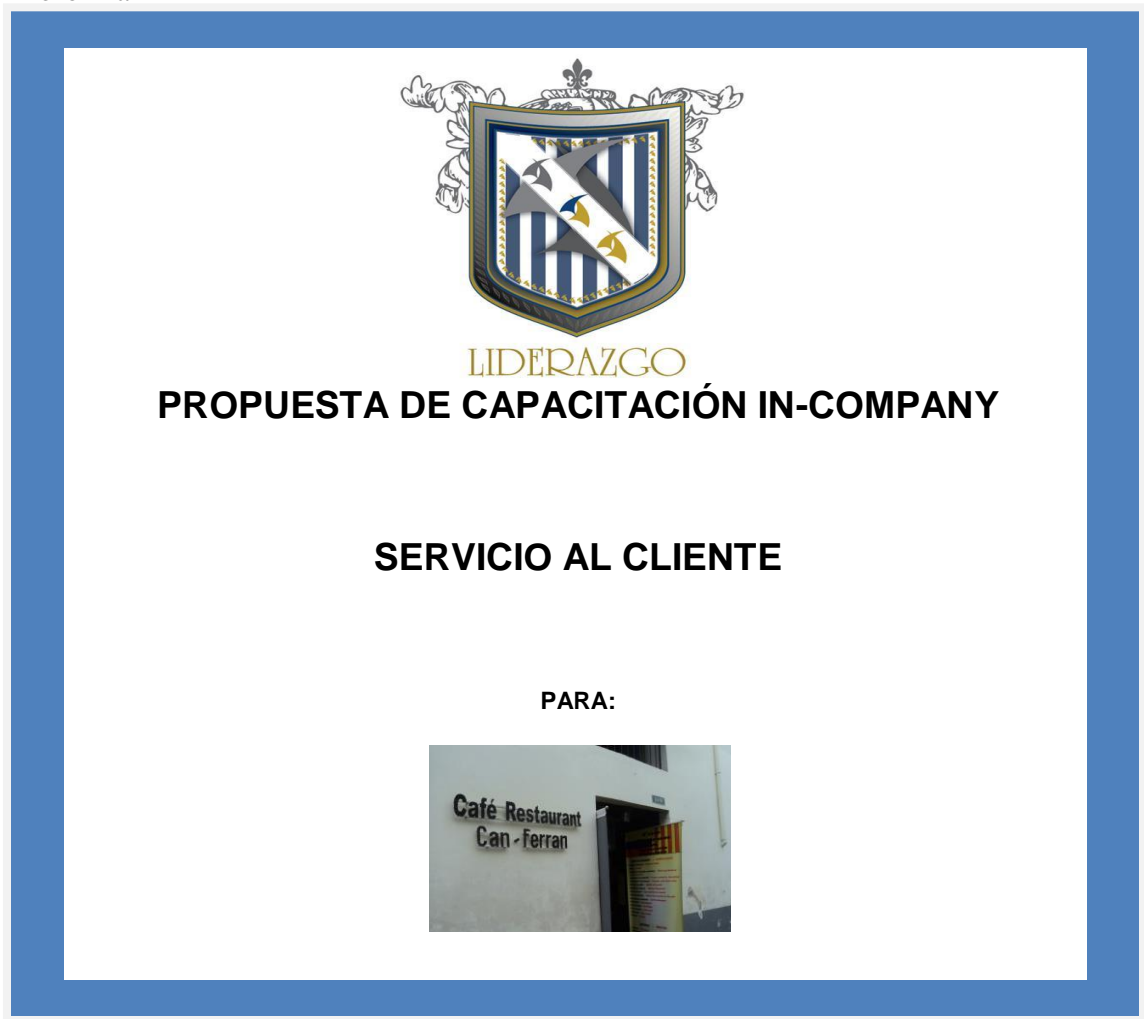 LIDERAZGO
PROPUESTA DE CAPACITACIÓN IN-COMPANY
SERVICIO AL CLIENTE
PARA:
Café Restaurant
Can-Ferran